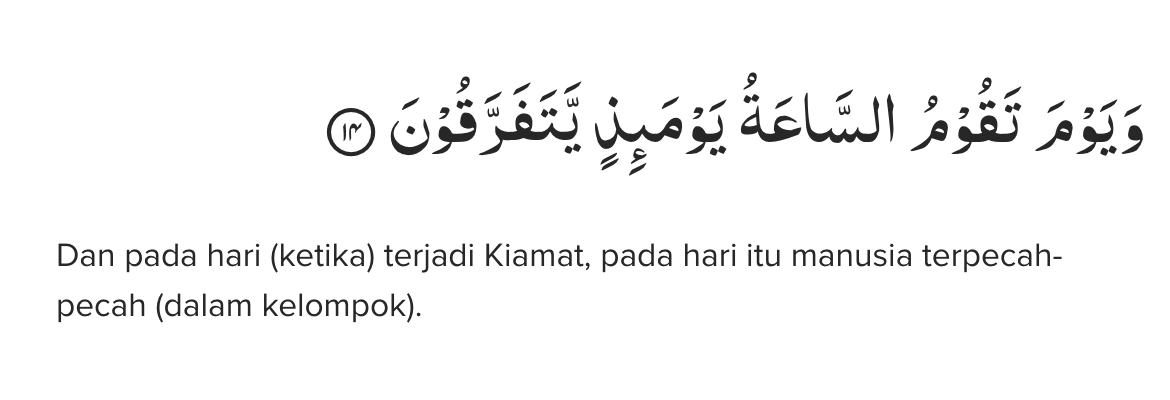 وَيَوْمَ تَقُوْمُ السَّاعَةُ يَوْمَىِٕذٍ يَّتَفَرَّقُوْنَ ١٤
Dan pada hari (ketika) terjadi Kiamat, pada hari itu manusia terpecah-
pecah (dalam kelompok).